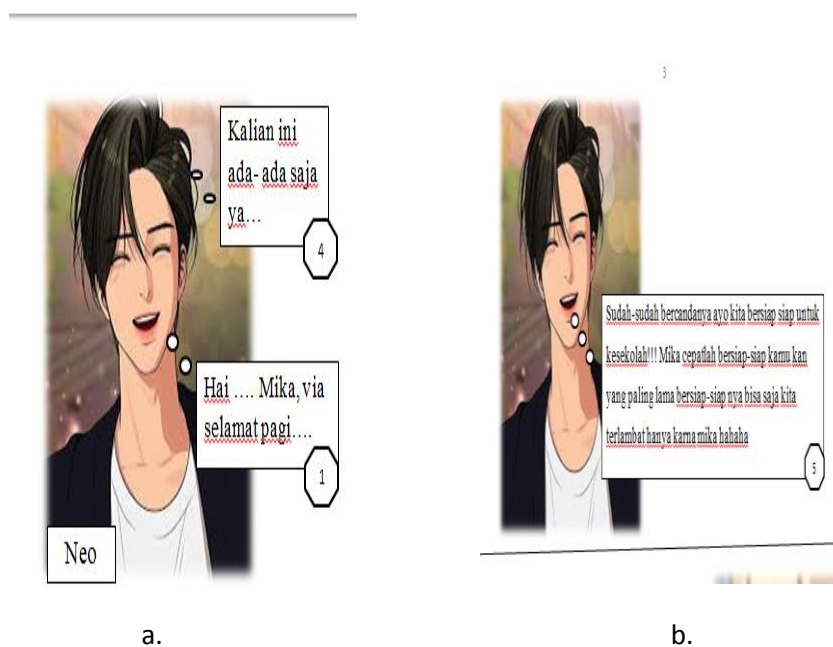 Kalian ini
ada- ada saja
ya…
4
Hai …. Mika, via
selamat pagi….
1
Neo
a.
3
Sudah-sudah bercandanya ayo kita bersiap siap untuk
kesekolah!!! Mika cepatlah bersiap-siap kamu kan
yang paling lama bersiap-siap nya bisa saja kita
terlambat hanya karna mika hahaha
5
b.